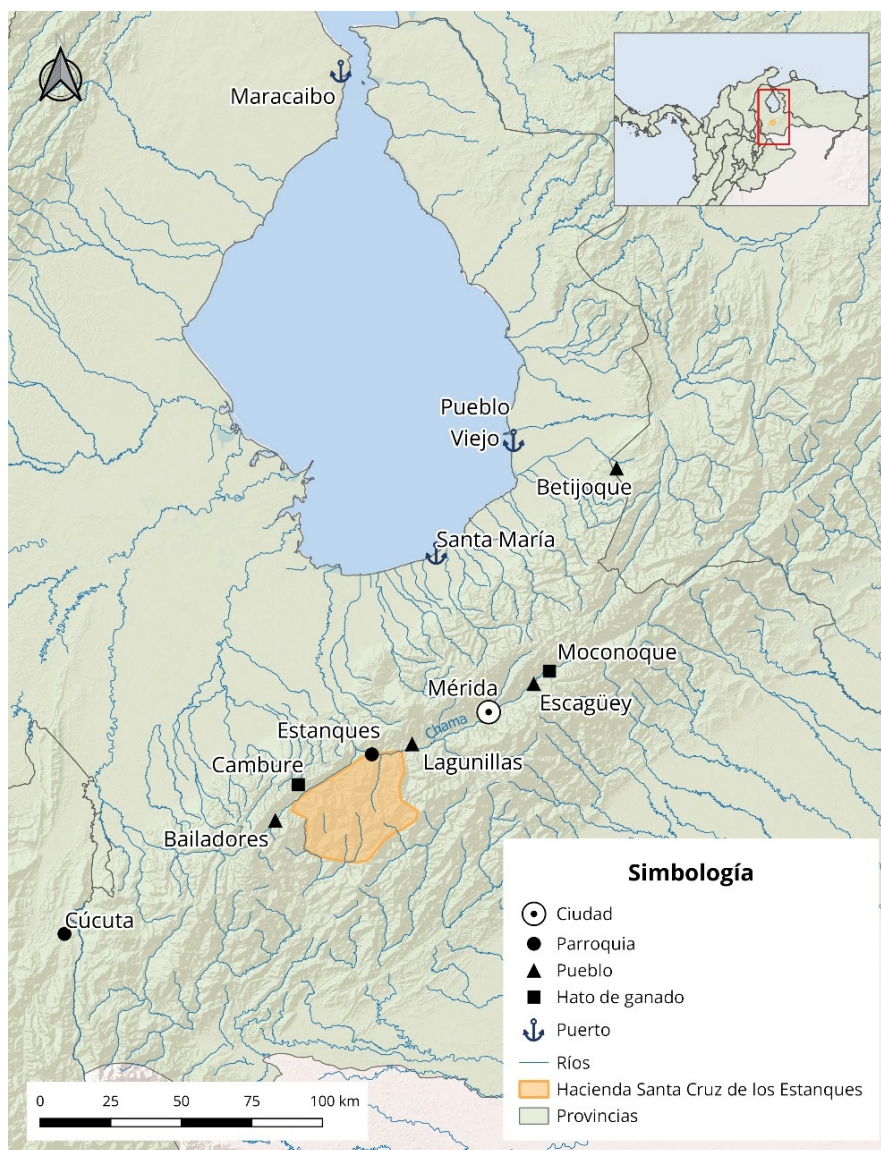 N
Maracaibo
Pueblo
Viejo
Betijoque
Santa María
Moconoque
Mérida
Escagüey
Chama
Estanques
Lagunillas
Cambure
Bailadores
Cúcuta
Simbología
Ciudad
Parroquia
Pueblo
Hato de ganado
Puerto
Ríos
Hacienda Santa Cruz de los Estanques
Provincias
0 25 50 75 100 km